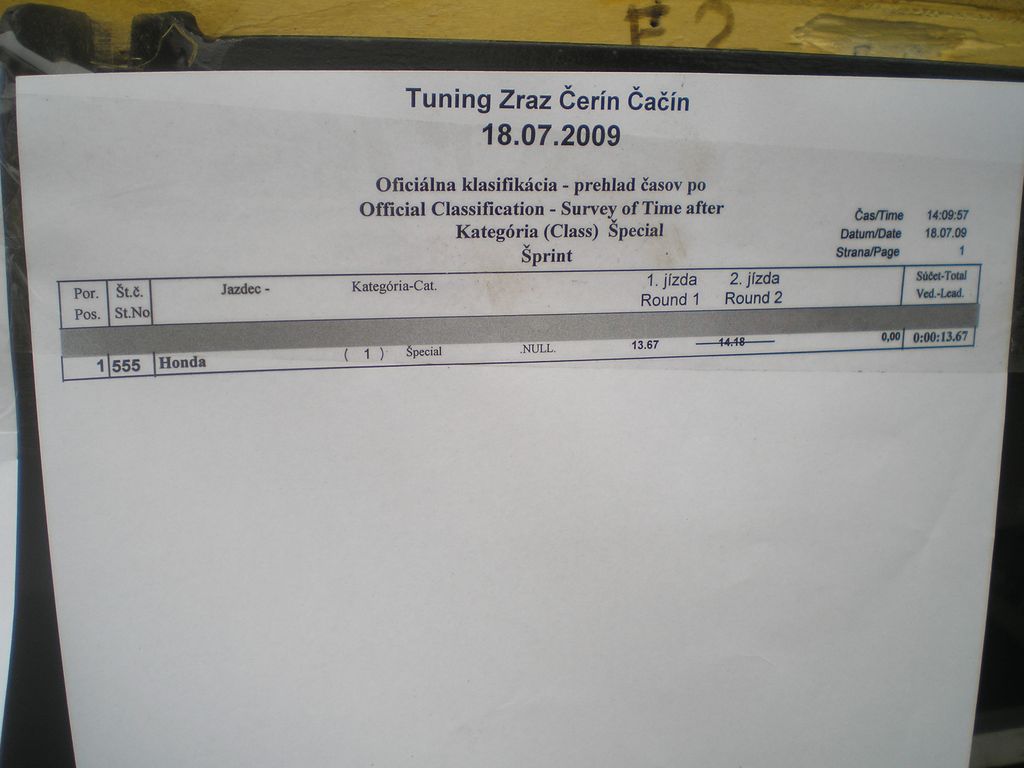 E 2
Tuning Zraz Čerín Čačín
18.07.2009
Oficiálna klasifikácia - prehlad časov po
Official Classification - Survey of Time after
Kategória (Class) Špecial
Šprint
Čas/Time 14:09:57
Datum/Date 18.07.09
Strana/Page 1
Por. Št.č. Jazdec - Kategória-Cat. 1. jízda 2. jízda Súčet-Total
Pos. St.No Round 1 Round 2 Ved.-Lead.
1 555 Honda ( 1 ) Špecial .NULL. 13.67 14.18 0,00 0:00:13.67